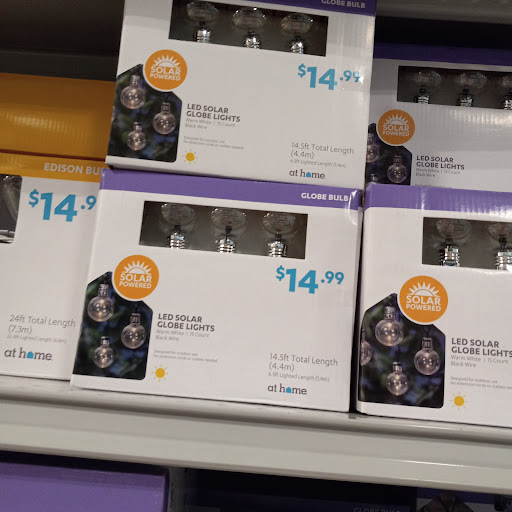 GLOBE BULB
SOLAR
POWERED
$14.99
LED SOLAR
GLOBE LIGHTS
Warm White | 15 Count
Black Wire
14.5ft Total Length
(4.4m)
at home
SOLAR
POWERED
LED SOLAR
GLOBE LIGHTS
EDISON BU
$14.9
24ft Total Length
(7.3m)
at home
GLOBE BULB
SOLAR
POWERED
$14.99
LED SOLAR
GLOBE LIGHTS
Warm White | 15 Count
Black Wire
14.5ft Total Length
(4.4m)
at home
SOLAR
POWERED
LED SOLAR
GLOBE LIGHTS
Warm White | 15 Count
Black Wire
GLOBE BULB